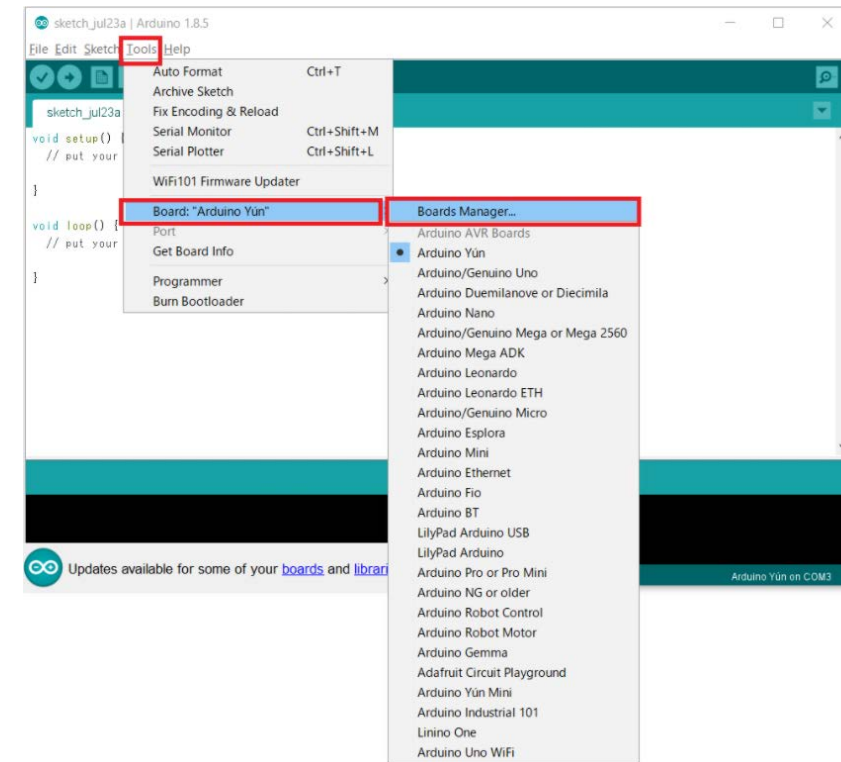 sketch_jul23a | Arduino 1.8.5
File Edit Sketch Tools Help
sketch_jul23a
void setup() {
// put your
}
void loop() {
// put your
}
Auto Format Ctrl+T
Archive Sketch
Fix Encoding & Reload
Serial Monitor Ctrl+Shift+M
Serial Plotter Ctrl+Shift+L
WiFi101 Firmware Updater
Board: "Arduino Yún"
Port
Get Board Info
Programmer
Burn Bootloader
Boards Manager...
Arduino AVR Boards
Arduino Yún
Arduino/Genuino Uno
Arduino Duemilanove or Diecimila
Arduino Nano
Arduino/Genuino Mega or Mega 2560
Arduino Mega ADK
Arduino Leonardo
Arduino Leonardo ETH
Arduino/Genuino Micro
Arduino Esplora
Arduino Mini
Arduino Ethernet
Arduino Fio
Arduino BT
LilyPad Arduino USB
LilyPad Arduino
Arduino Pro or Pro Mini
Arduino NG or older
Arduino Robot Control
Arduino Robot Motor
Arduino Gemma
Adafruit Circuit Playground
Arduino Yún Mini
Arduino Industrial 101
Linino One
Arduino Uno WiFi
Updates available for some of your boards and librari
Arduino Yún on COM3